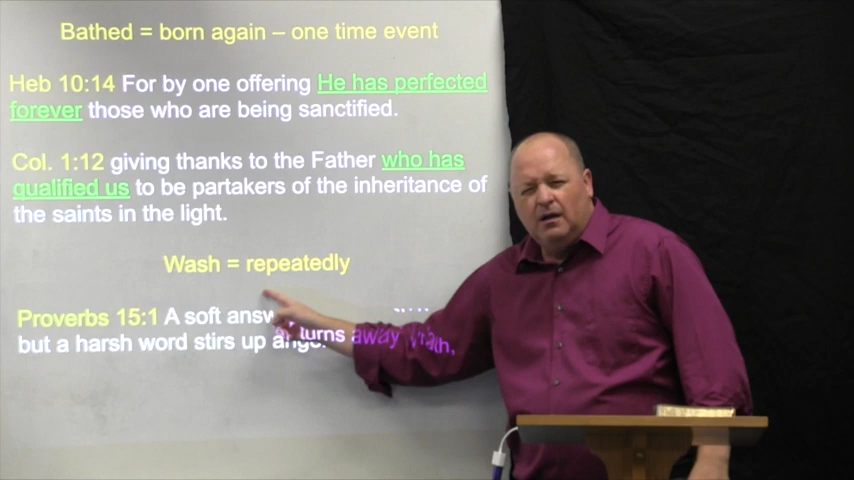 Bathed = born again – one time event
Heb 10:14 For by one offering He has perfected
forever those who are being sanctified.
Col. 1:12 giving thanks to the Father who has
qualified us to be partakers of the inheritance of
the saints in the light.
Wash = repeatedly
Proverbs 15:1 A soft answ turns away wrath,
but a harsh word stirs up anger.